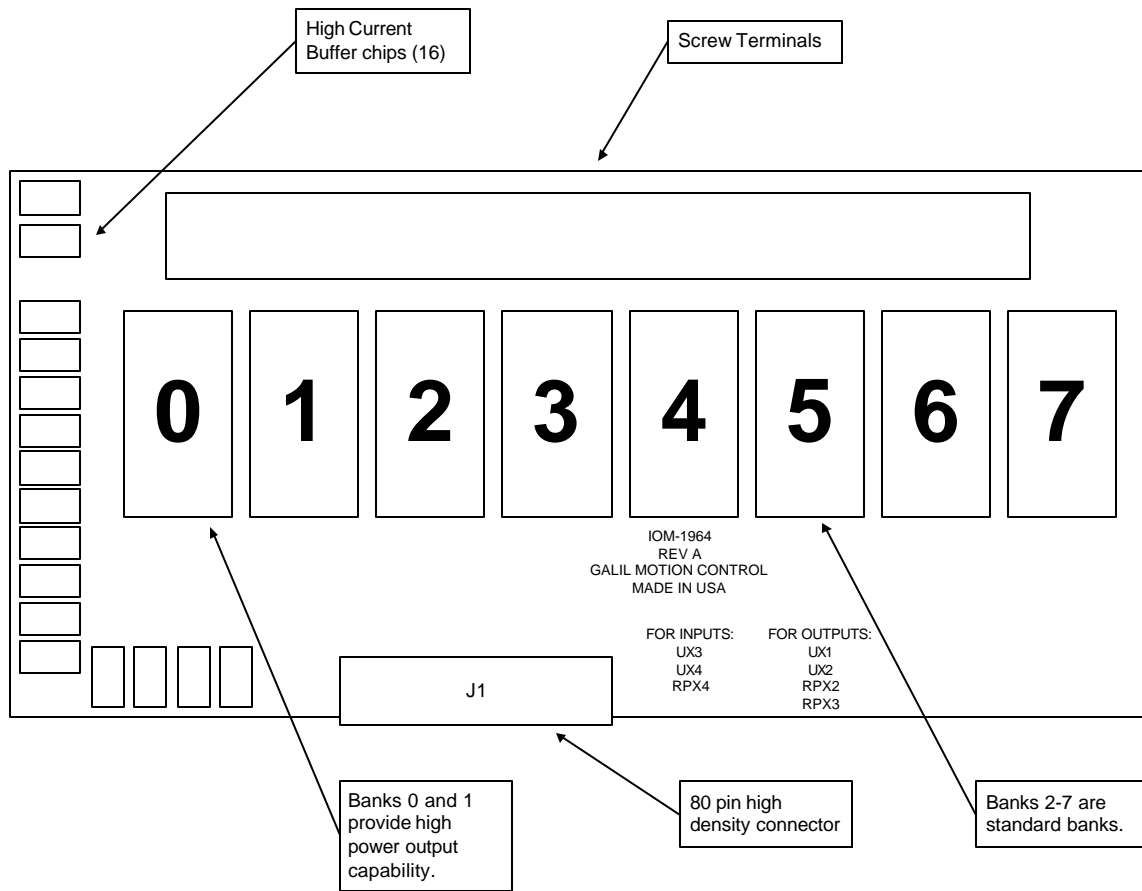 High Current
Buffer chips (16)
Screw Terminals
0 1 2 3 4 5 6 7
IOM-1964
REV A
GALIL MOTION CONTROL
MADE IN USA
FOR INPUTS:
UX3
UX4
RPX4
FOR OUTPUTS:
UX1
UX2
RPX2
RPX3
J1
Banks 0 and 1
provide high
power output
capability.
80 pin high
density connector
Banks 2-7 are
standard banks.